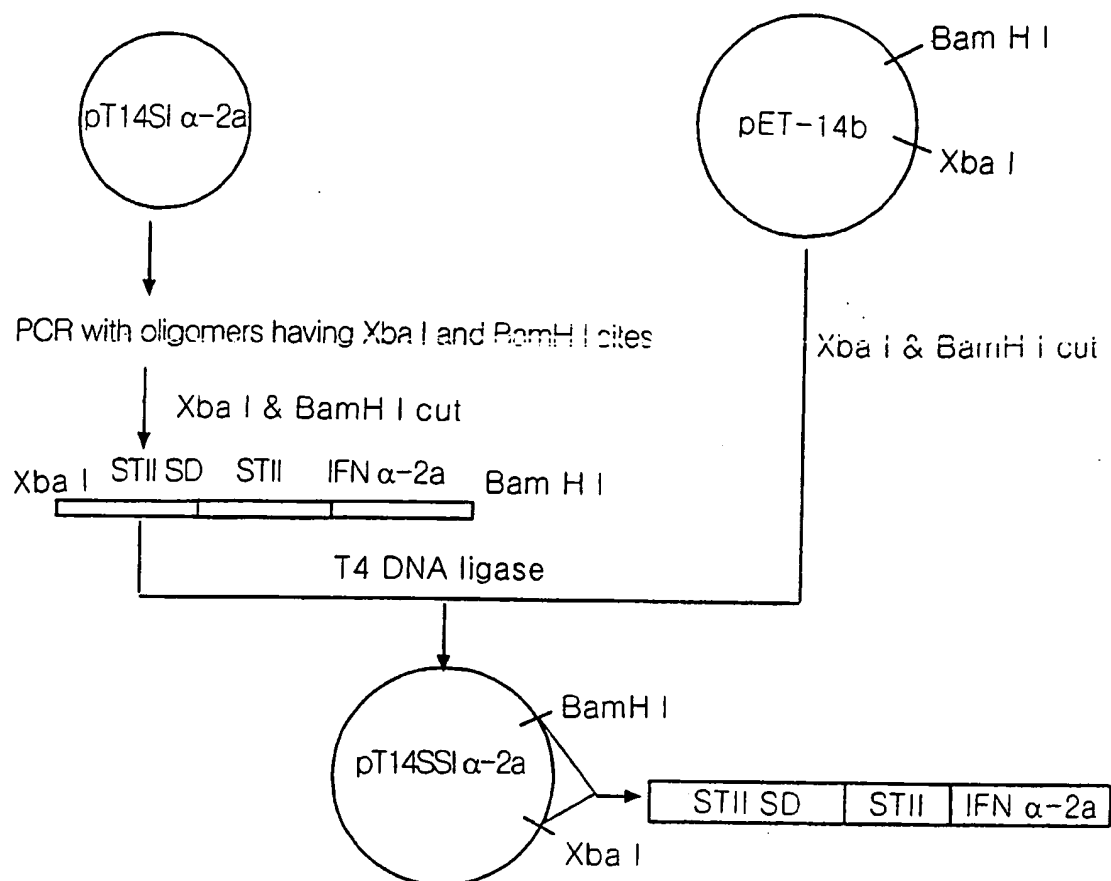 pT14SI α-2a
Bam H I
pET-14b
Xba I
PCR with oligomers having Xba I and BamH I cites
Xba I & BamH I cut
Xba I & BamH I cut
Xba I
STII SD
STII
IFN α-2a
Bam H I
T4 DNA ligase
BamH I
pT14SSI α-2a
STII SD
STII
IFN α-2a
Xba I